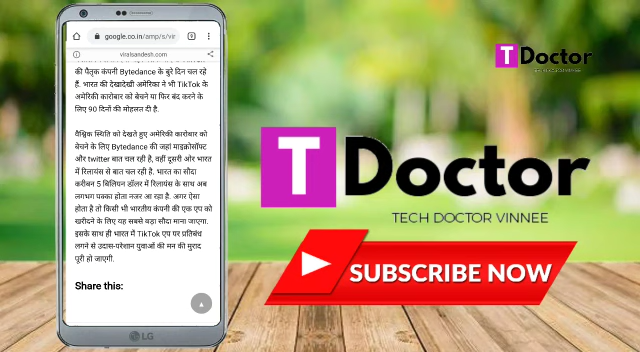 google.co.in/amp/s/vir
viralsandesh.com
की पैतृक कंपनी Bytedance के बुरे दिन चल रहे
हैं. भारत की देखादेखी अमेरिका ने भी TikTok के
अमेरिकी कारोबार को बेचने या फिर बंद करने के
लिए 90 दिनों की मोहलत दी है.
वैश्विक स्थिति को देखते हुए अमेरिकी कारोबार को
बेचने के लिए Bytedance की जहां माइक्रोसॉफ्ट
और twitter बात चल रही है, वहीं दूसरी ओर भारत
में रिलायंस से बात चल रही है. भारत का सौदा
करीबन 5 बिलियन डॉलर में रिलायंस के साथ अब
लगभग पक्का होता नजर आ रहा है. अगर ऐसा
होता है तो किसी भी भारतीय कंपनी की एक एप को
खरीदने के लिए यह सबसे बड़ा सौदा माना जाएगा.
इसके साथ ही भारत में TikTok एप पर प्रतिबंध
लगने से उदास-परेशान युवाओं की मन की मुराद
पूरी हो जाएगी.
Share this:
LG
T Doctor
T Doctor
TECH DOCTOR VINNEE
SUBSCRIBE NOW